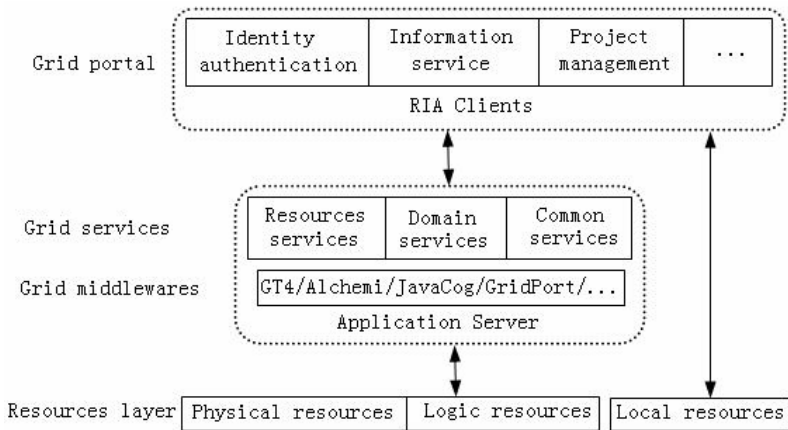 Grid portal
Identity authentication
Information service
Project management
...
RIA Clients
Grid services
Resources services
Domain services
Common services
Grid middlewares
GT4/Alchemi/JavaCog/GridPort/...
Application Server
Resources layer
Physical resources
Logic resources
Local resources